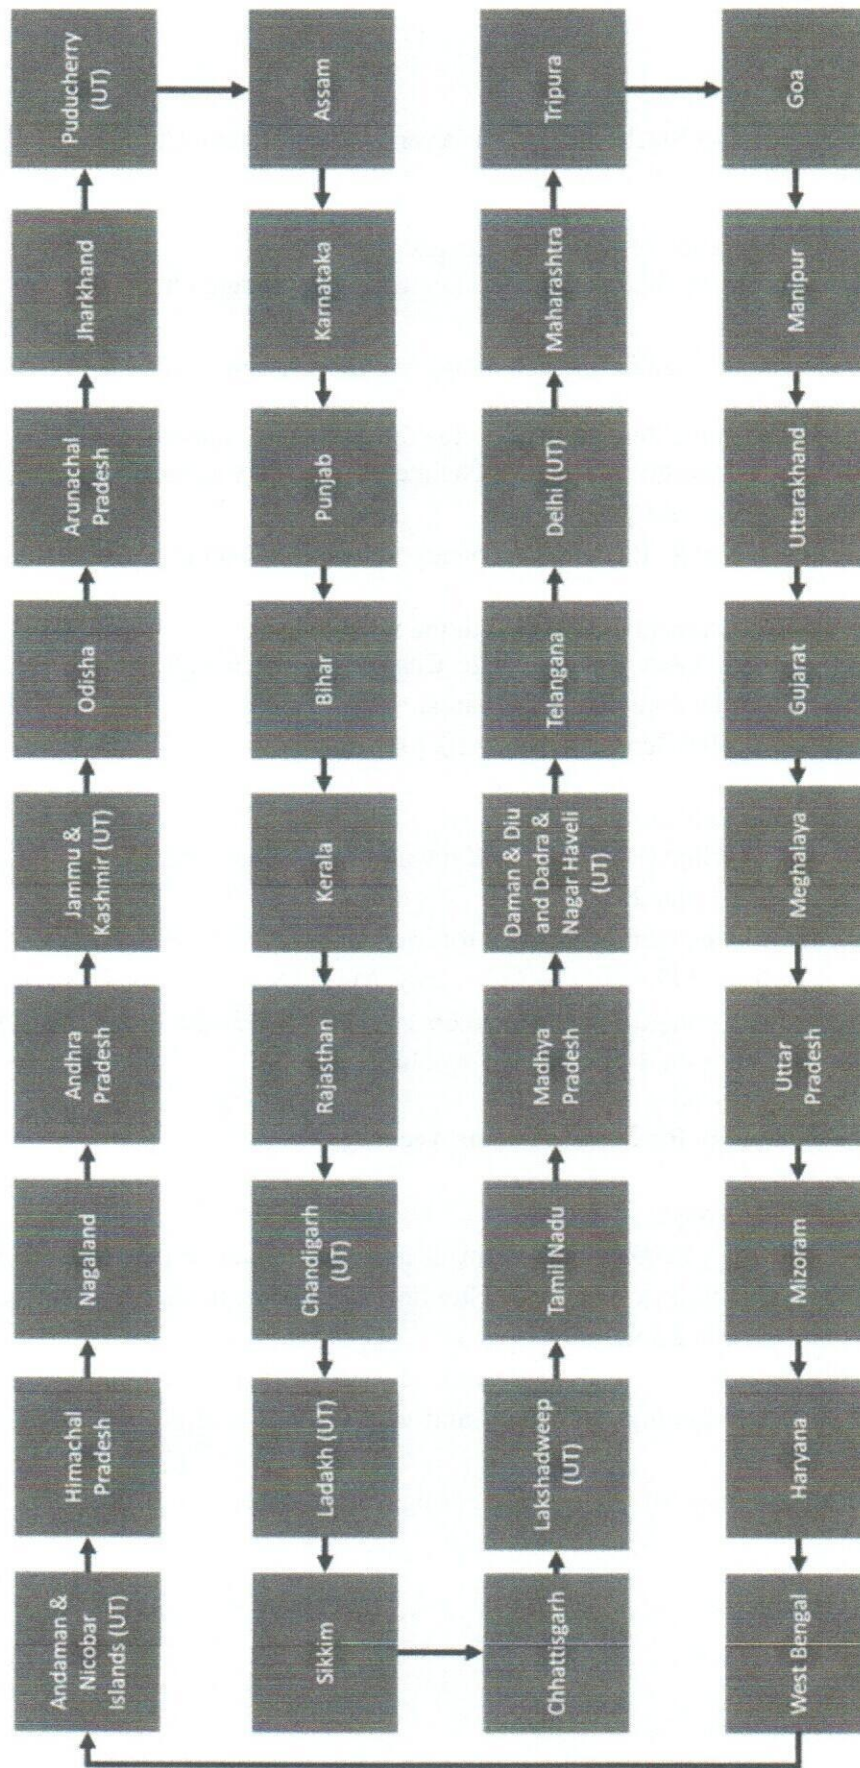 Andaman &
Nicobar
Islands (UT)
Himachal
Pradesh
Nagaland
Andhra
Pradesh
Jammu &
Kashmir (UT)
Odisha
Arunachal
Pradesh
Jharkhand
Puducherry
(UT)
Assam
Karnataka
Punjab
Bihar
Kerala
Rajasthan
Chandigarh
(UT)
Ladakh (UT)
Sikkim
Chhattisgarh
Lakshadweep
(UT)
Tamil Nadu
Madhya
Pradesh
Daman & Diu
and Dadra &
Nagar Haveli
(UT)
Telangana
Delhi (UT)
Maharashtra
Tripura
Goa
Manipur
Uttarakhand
Gujarat
Meghalaya
Uttar
Pradesh
Mizoram
Haryana
West Bengal